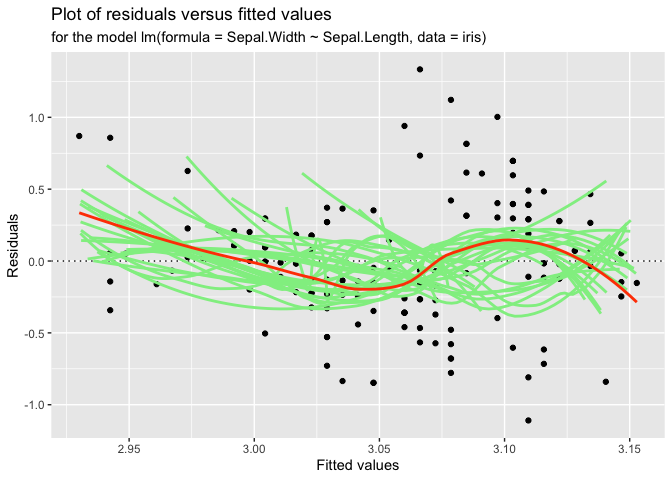 Plot of residuals versus fitted values
for the model lm(formula = Sepal.Width ~ Sepal.Length, data = iris)
Residuals
1.0
0.5
0.0
-0.5
-1.0
2.95
3.00
3.05
3.10
3.15
Fitted values